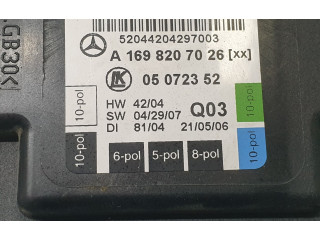 52044204297003
A 169 820 70 26 [xx]
LK 05 0723 52
.GB30<
10-pol
10-pol
HW 42/04
SW 04/29/07
DI 81/04 21/05/06
Q03
10-pol
10-pol
6-pol 5-pol 8-pol